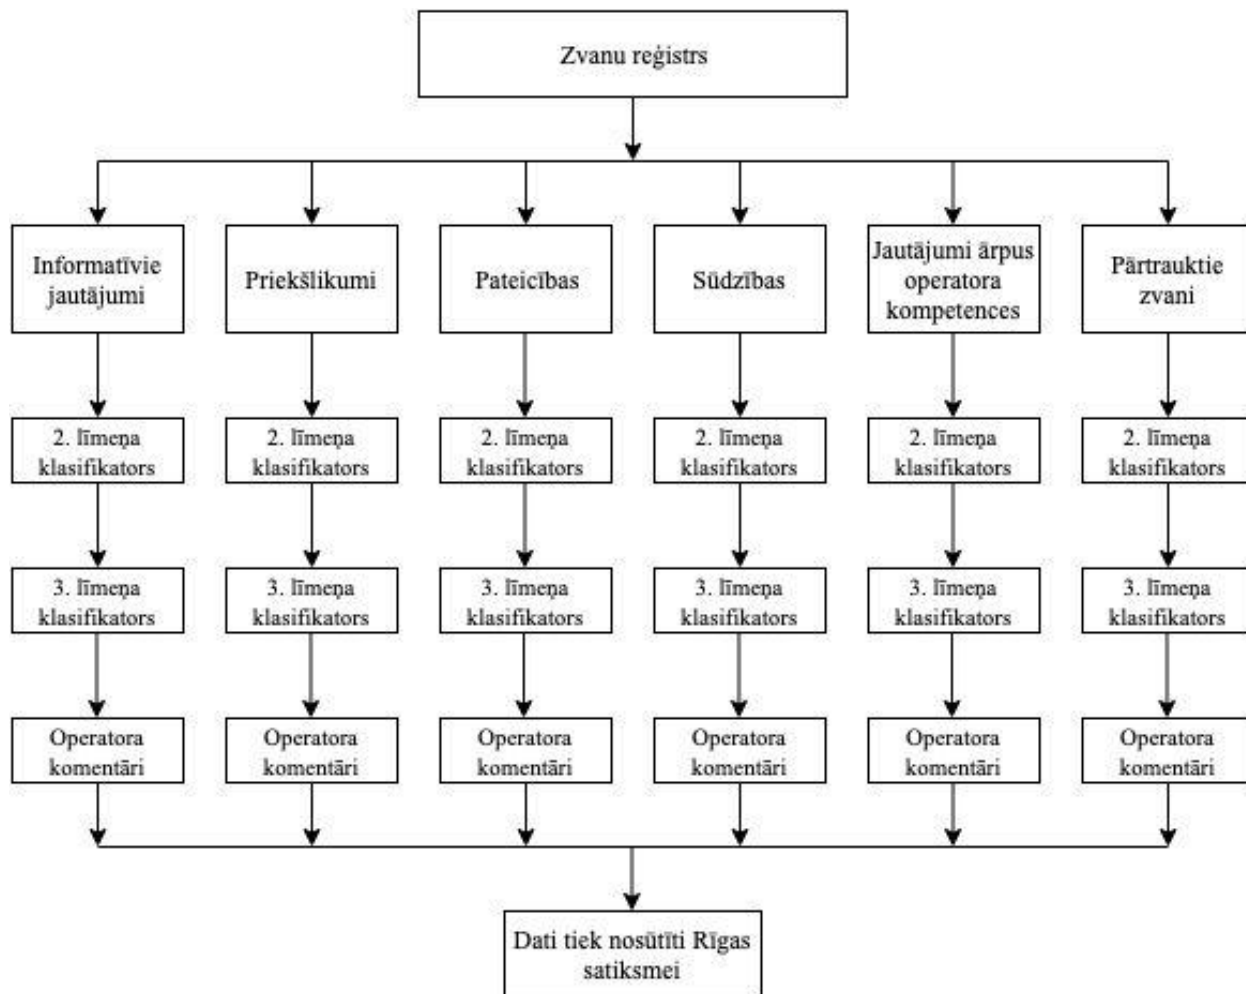 Zvanu reģistrs
Informatīvie
jautājumi
Priekšlikumi
Pateicības
Sūdzības
Jautājumi ārpus
operatora
kompetences
Pārtrauktie
zvani
2. līmeņa
klasifikators
2. līmeņa
klasifikators
2. līmeņa
klasifikators
2. līmeņa
klasifikators
2. līmeņa
klasifikators
2. līmeņa
klasifikators
3. līmeņa
klasifikators
3. līmeņa
klasifikators
3. līmeņa
klasifikators
3. līmeņa
klasifikators
3. līmeņa
klasifikators
3. līmeņa
klasifikators
Operatora
komentāri
Operatora
komentāri
Operatora
komentāri
Operatora
komentāri
Operatora
komentāri
Operatora
komentāri
Dati tiek nosūtīti Rīgas
satiksmei